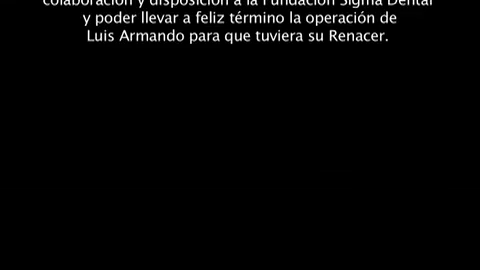 colaboración y disposición a la Fundación Sigma Dental
y poder llevar a feliz término la operación de
Luis Armando para que tuviera su Renacer.